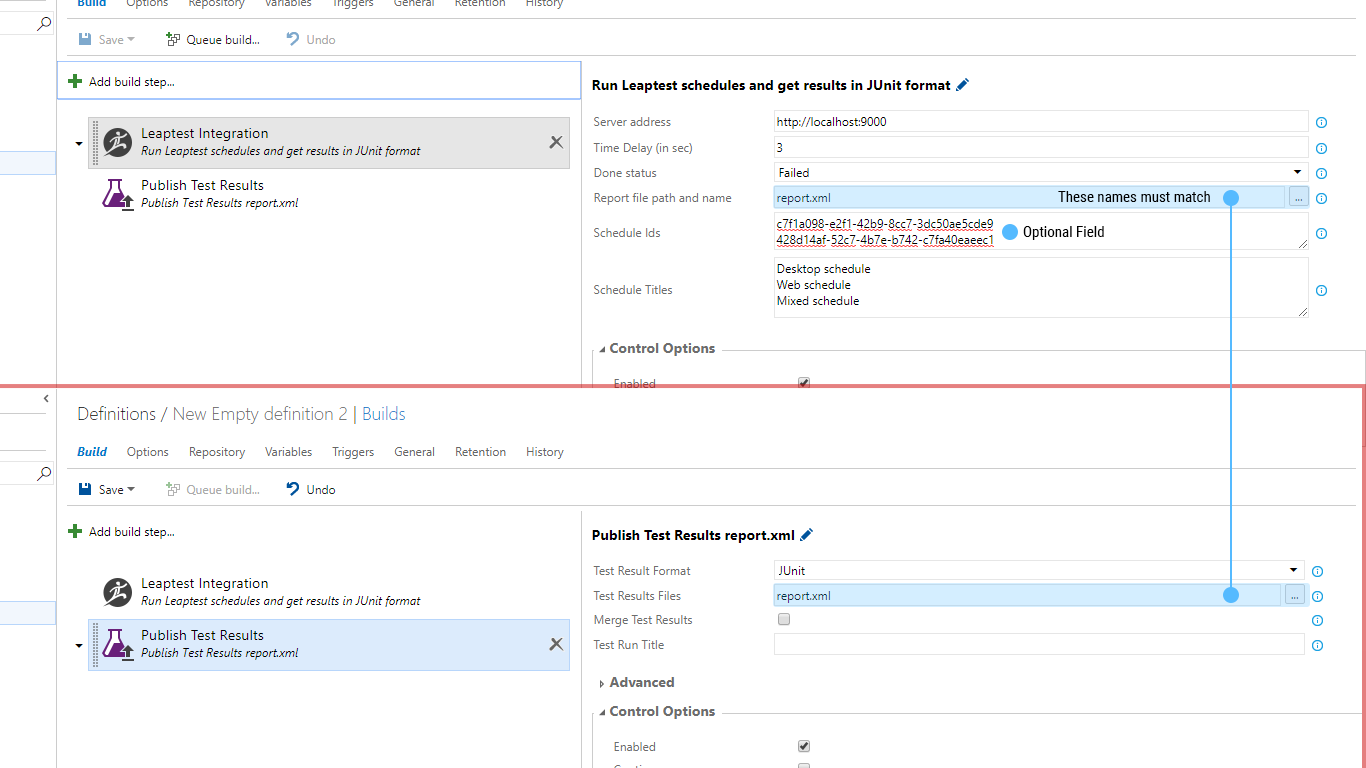 Build Options Repository Variables Triggers General Retention History
Save Queue build... Undo
Add build step...
Leaptest Integration
Run Leaptest schedules and get results in JUnit format
Publish Test Results
Publish Test Results report.xml
Run Leaptest schedules and get results in JUnit format
Server address http://localhost:9000
Time Delay (in sec) 3
Done status Failed
Report file path and name report.xml These names must match ...
Schedule Ids c7f1a098-e2f1-42b9-8cc7-3dc50ae5cde9
428d14af-52c7-4b7e-b742-c7fa40eaeec1
Optional Field
Schedule Titles Desktop schedule
Web schedule
Mixed schedule
Control Options
Enabled
Definitions / New Empty definition 2 | Builds
Build Options Repository Variables Triggers General Retention History
Save Queue build... Undo
Add build step...
Leaptest Integration
Run Leaptest schedules and get results in JUnit format
Publish Test Results
Publish Test Results report.xml
Publish Test Results report.xml
Test Result Format JUnit
Test Results Files report.xml ...
Merge Test Results
Test Run Title
Advanced
Control Options
Enabled